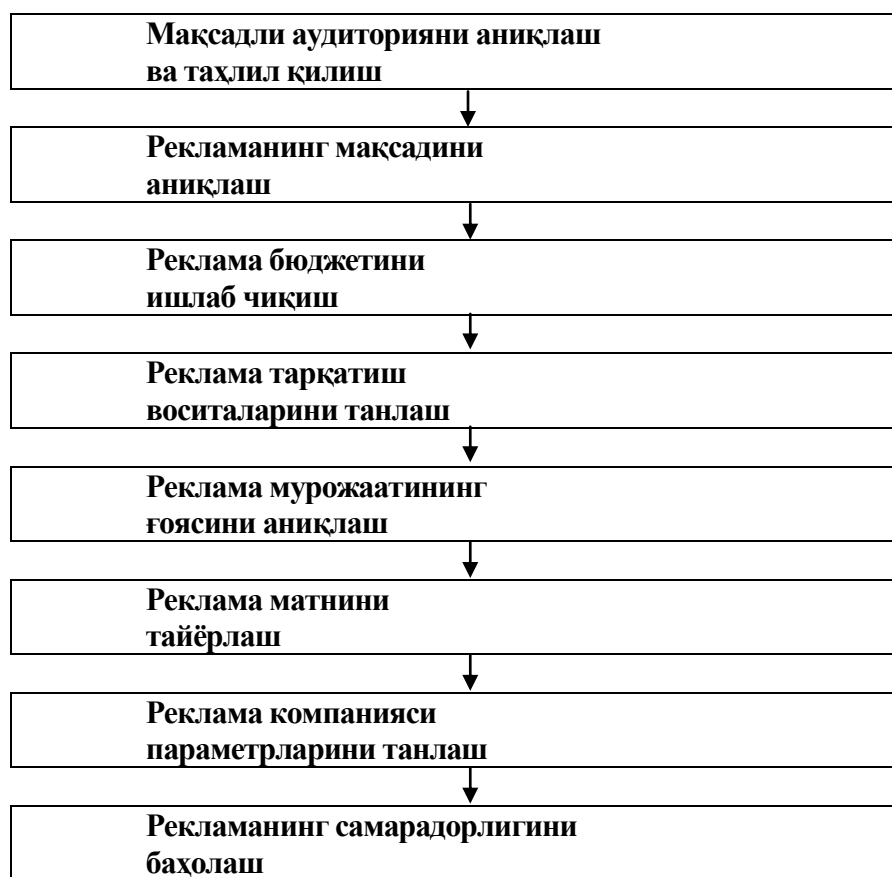 Мақсадли аудиторияни аниқлаш
ва таҳлил қилиш
Рекламанинг мақсадини
аниқлаш
Реклама бюджетини
ишлаб чиқиш
Реклама тарқатиш
воситаларини танлаш
Реклама мурожаатининг
ғоясини аниқлаш
Реклама матнини
тайёрлаш
Реклама компанияси
параметрларини танлаш
Рекламанинг самарадорлигини
баҳолаш